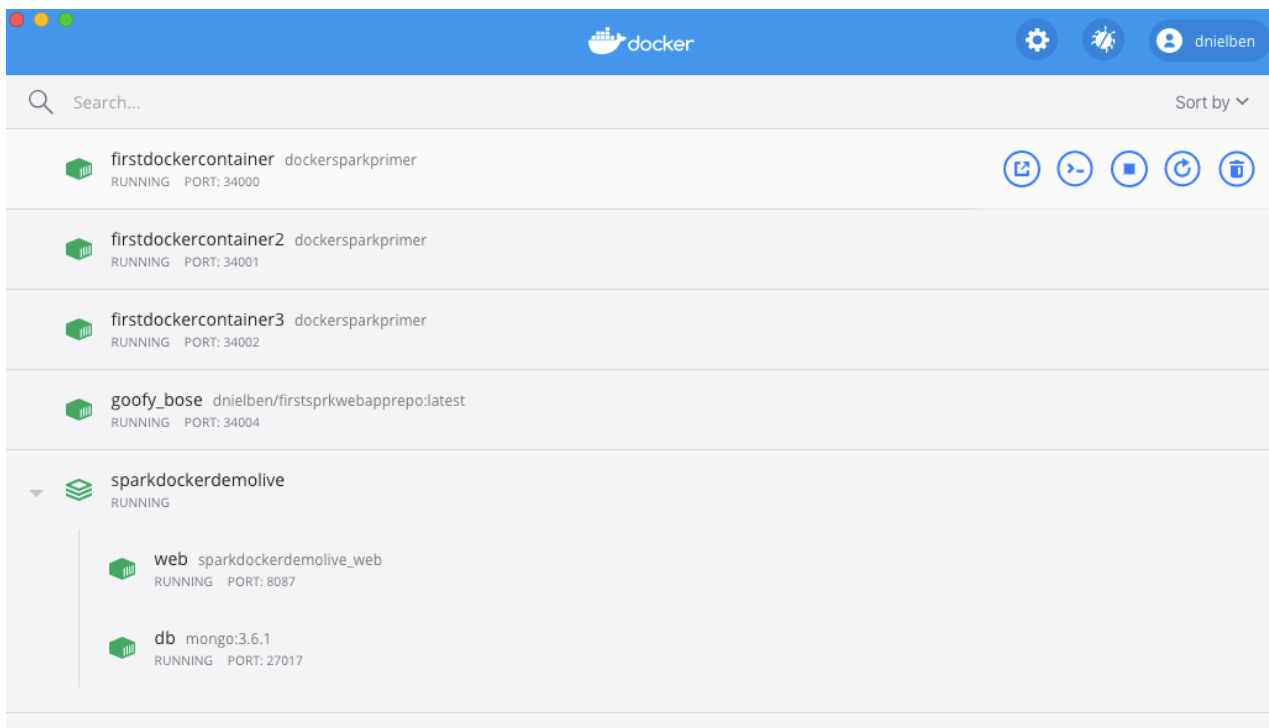 docker
dnielben
Search...
Sort by
firstdockercontainer dockersparkprimer
RUNNING PORT: 34000
firstdockercontainer2 dockersparkprimer
RUNNING PORT: 34001
firstdockercontainer3 dockersparkprimer
RUNNING PORT: 34002
goofy_bose dnielben/firstsprkwebapprepo:latest
RUNNING PORT: 34004
sparkdockerdemolive
RUNNING
web sparkdockerdemolive_web
RUNNING PORT: 8087
db mongo:3.6.1
RUNNING PORT: 27017